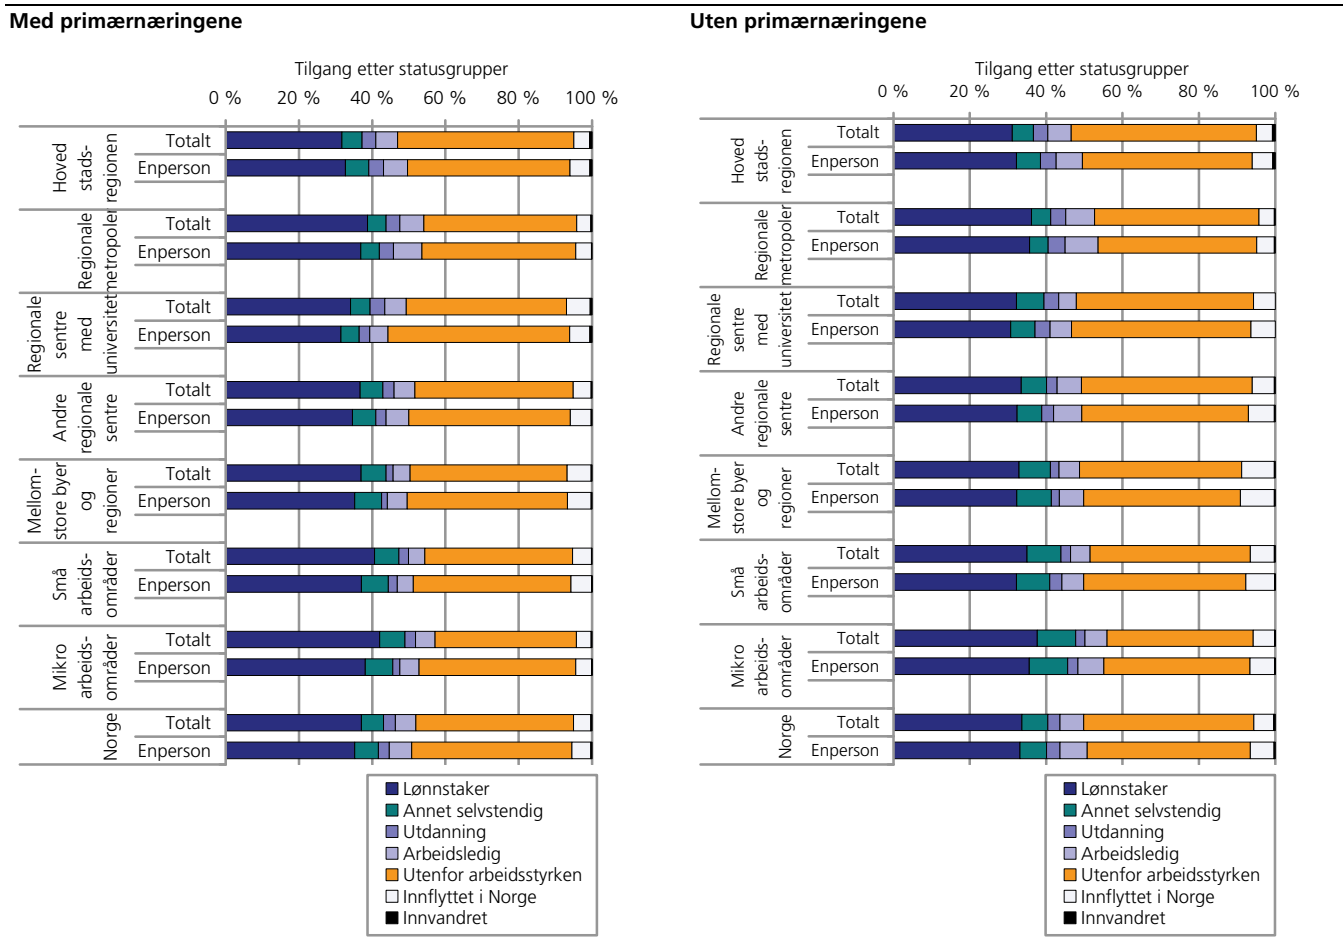 Med primærnæringene
Tilgang etter statusgrupper
0 % 20 % 40 % 60 % 80 % 100 %
Hoved
stads-
regionen
Totalt
Enperson
Regionale
metropoler
Totalt
Enperson
Regionale
sentre
med
universitet
Totalt
Enperson
Andre
regionale
sentre
Totalt
Enperson
Mellom-
store byer
og
regioner
Totalt
Enperson
Små
arbeids-
områder
Totalt
Enperson
Mikro
arbeids-
områder
Totalt
Enperson
Norge
Totalt
Enperson
Lønnstaker
Annet selvstendig
Utdanning
Arbeidsledig
Utenfor arbeidsstyrken
Innflyttet i Norge
Innvandret
Uten primærnæringene
Tilgang etter statusgrupper
0 % 20 % 40 % 60 % 80 % 100 %
Hoved
stads-
regionen
Totalt
Enperson
Regionale
metropoler
Totalt
Enperson
Regionale
sentre
med
universitet
Totalt
Enperson
Andre
regionale
sentre
Totalt
Enperson
Mellom-
store byer
og
regioner
Totalt
Enperson
Små
arbeids-
områder
Totalt
Enperson
Mikro
arbeids-
områder
Totalt
Enperson
Norge
Totalt
Enperson
Lønnstaker
Annet selvstendig
Utdanning
Arbeidsledig
Utenfor arbeidsstyrken
Innflyttet i Norge
Innvandret